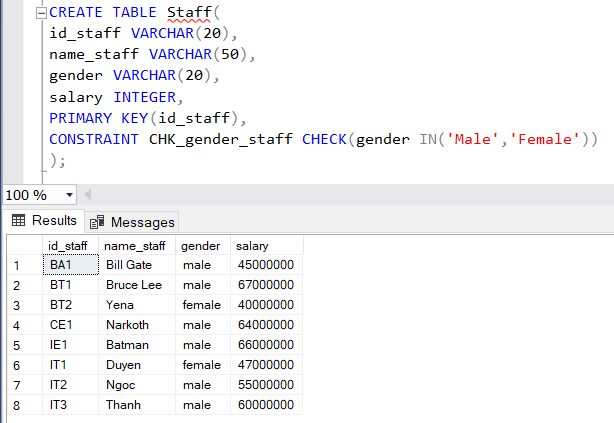 CREATE TABLE Staff(
id_staff VARCHAR(20),
name_staff VARCHAR(50),
gender VARCHAR(20),
salary INTEGER,
PRIMARY KEY(id_staff),
CONSTRAINT CHK_gender_staff CHECK(gender IN('Male','Female'))
);
100 %
Results Messages
id_staff name_staff gender salary
1 BA1 Bill Gate male 45000000
2 BT1 Bruce Lee male 67000000
3 BT2 Yena female 40000000
4 CE1 Narkoth male 64000000
5 IE1 Batman male 66000000
6 IT1 Duyen female 47000000
7 IT2 Ngoc male 55000000
8 IT3 Thanh male 60000000